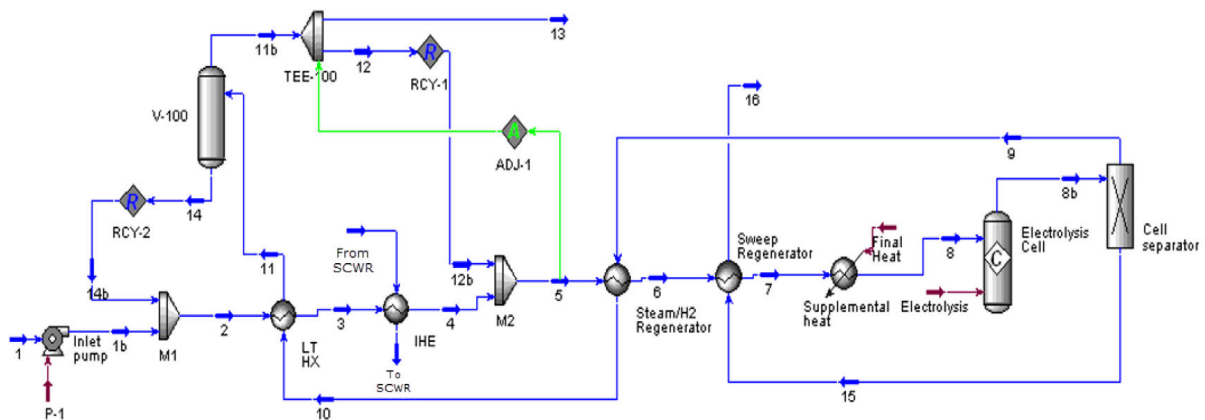 11b
13
12
R
RCY-1
TEE-100
V-100
A
ADJ-1
16
9
8b
R
RCY-2
14
11
From
SCWR
12b
Sweep
Regenerator
Final
Heat
8
C
Electrolysis
Cell
Cell
separator
14b
5
6
7
Supplemental
heat
Electrolysis
1
Inlet
pump
1b
M1
2
LT
HX
3
IHE
4
M2
Steam/H2
Regenerator
To
SCWR
10
15
P-1